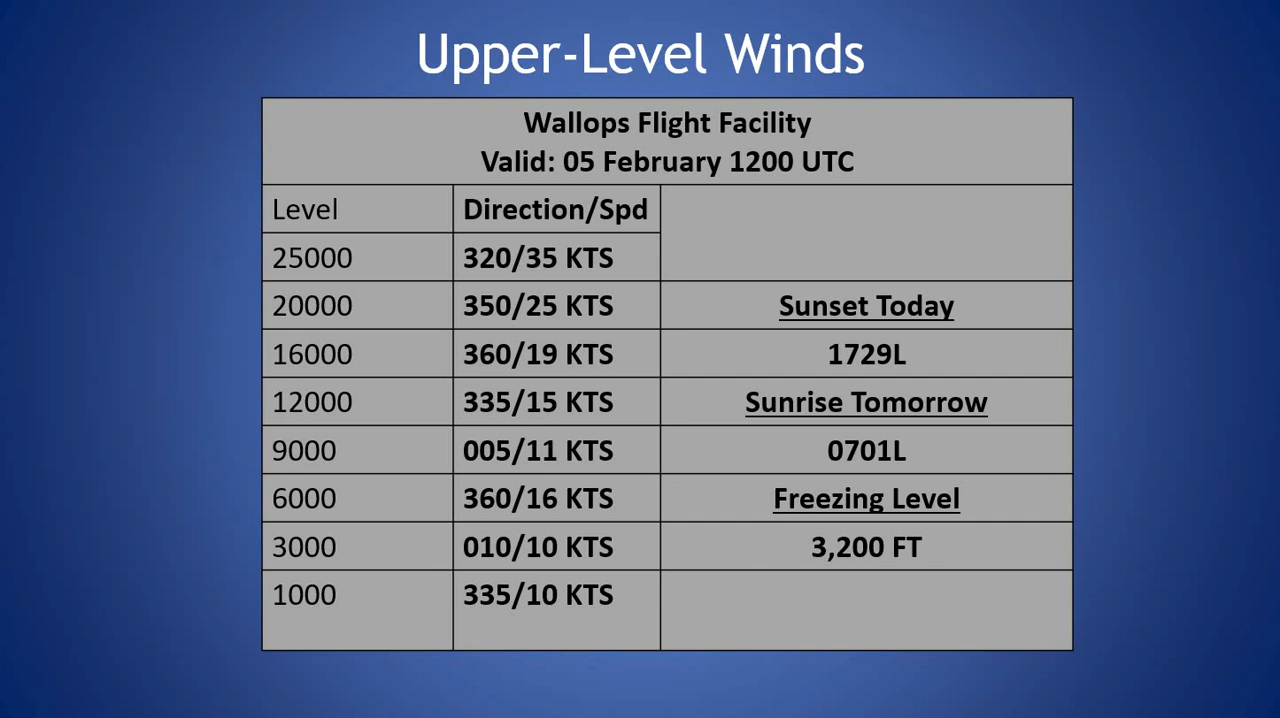 Upper-Level Winds
Wallops Flight Facility
Valid: 05 February 1200 UTC
Level Direction/Spd
25000 320/35 KTS
20000 350/25 KTS Sunset Today
16000 360/19 KTS 1729L
12000 335/15 KTS Sunrise Tomorrow
9000 005/11 KTS 0701L
6000 360/16 KTS Freezing Level
3000 010/10 KTS 3,200 FT
1000 335/10 KTS